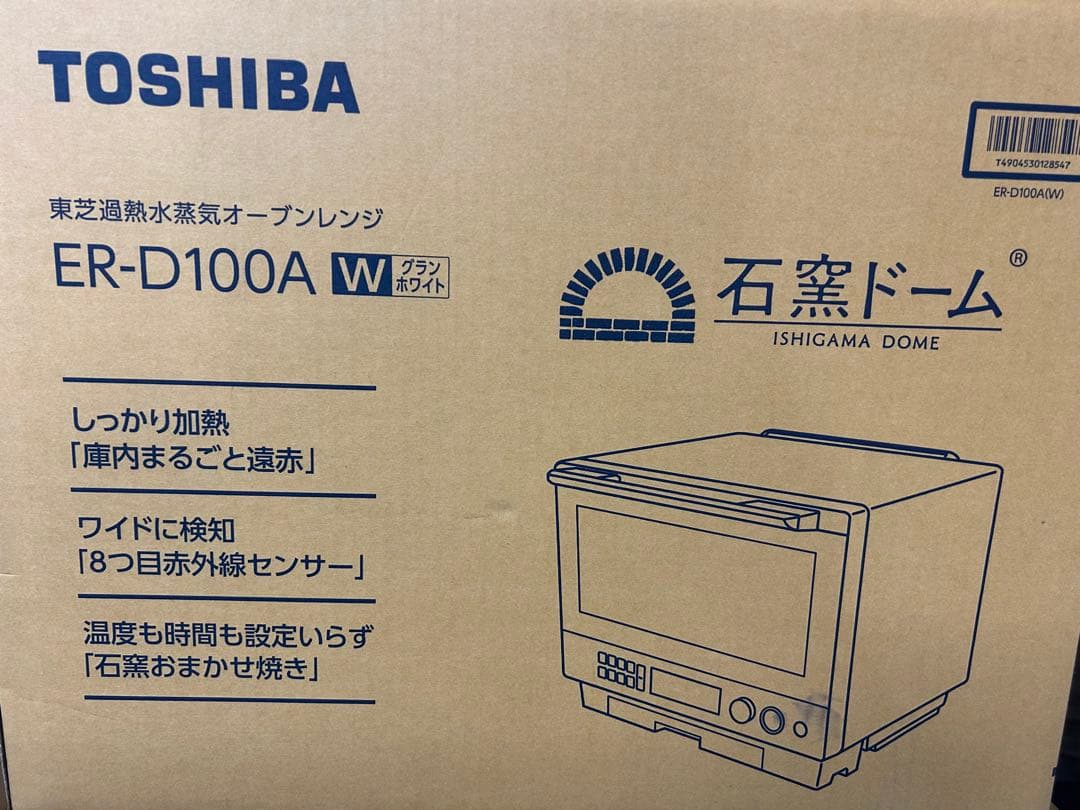 TOSHIBA
T4904530128547
ER-D100A(W)
東芝過熱水蒸気オーブンレンジ
ER-D100A W グラン
ホワイト
石窯ドーム®
ISHIGAMA DOME
しっかり加熱
「庫内まるごと遠赤」
ワイドに検知
「8つ目赤外線センサー」
温度も時間も設定いらず
「石窯おまかせ焼き」